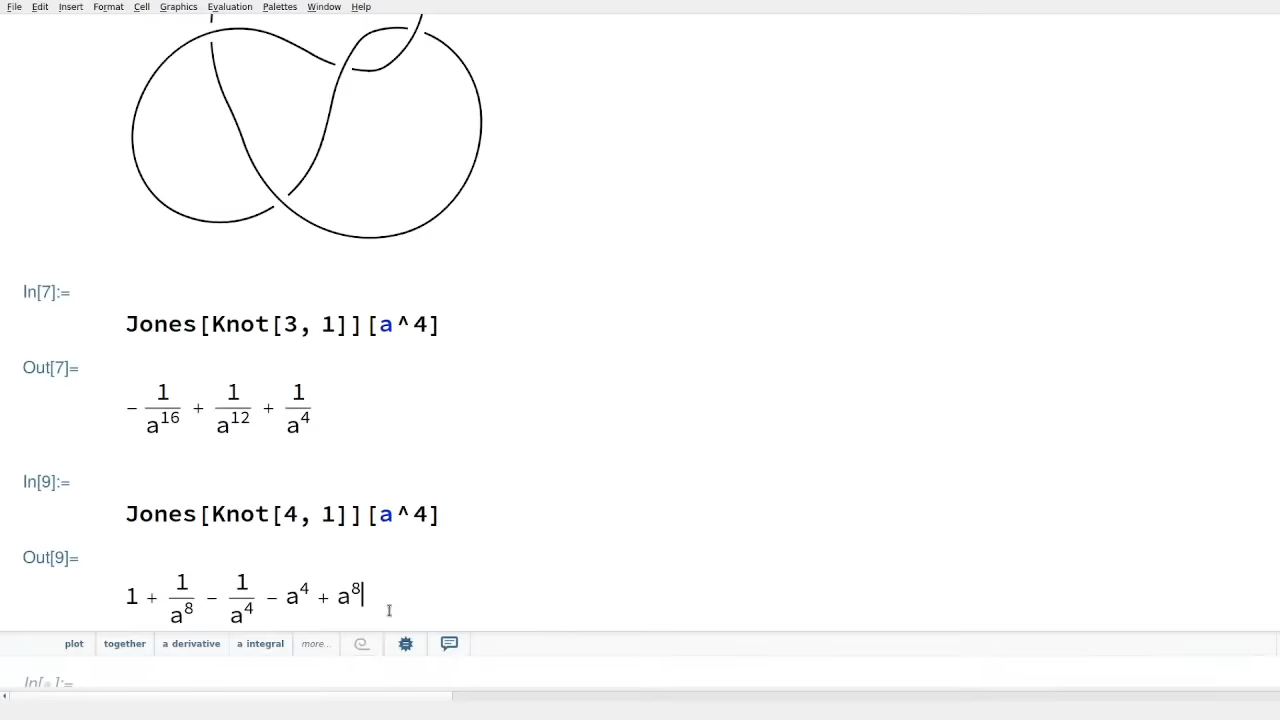 File Edit Insert Format Cell Graphics Evaluation Palettes Window Help
In[7]:=
Jones[Knot[3, 1]][a^4]
Out[7]=
- 1/a^16 + 1/a^12 + 1/a^4
In[9]:=
Jones[Knot[4, 1]][a^4]
Out[9]=
1 + 1/a^8 - 1/a^4 - a^4 + a^8
plot together a derivative a integral more...
In[ ]:=